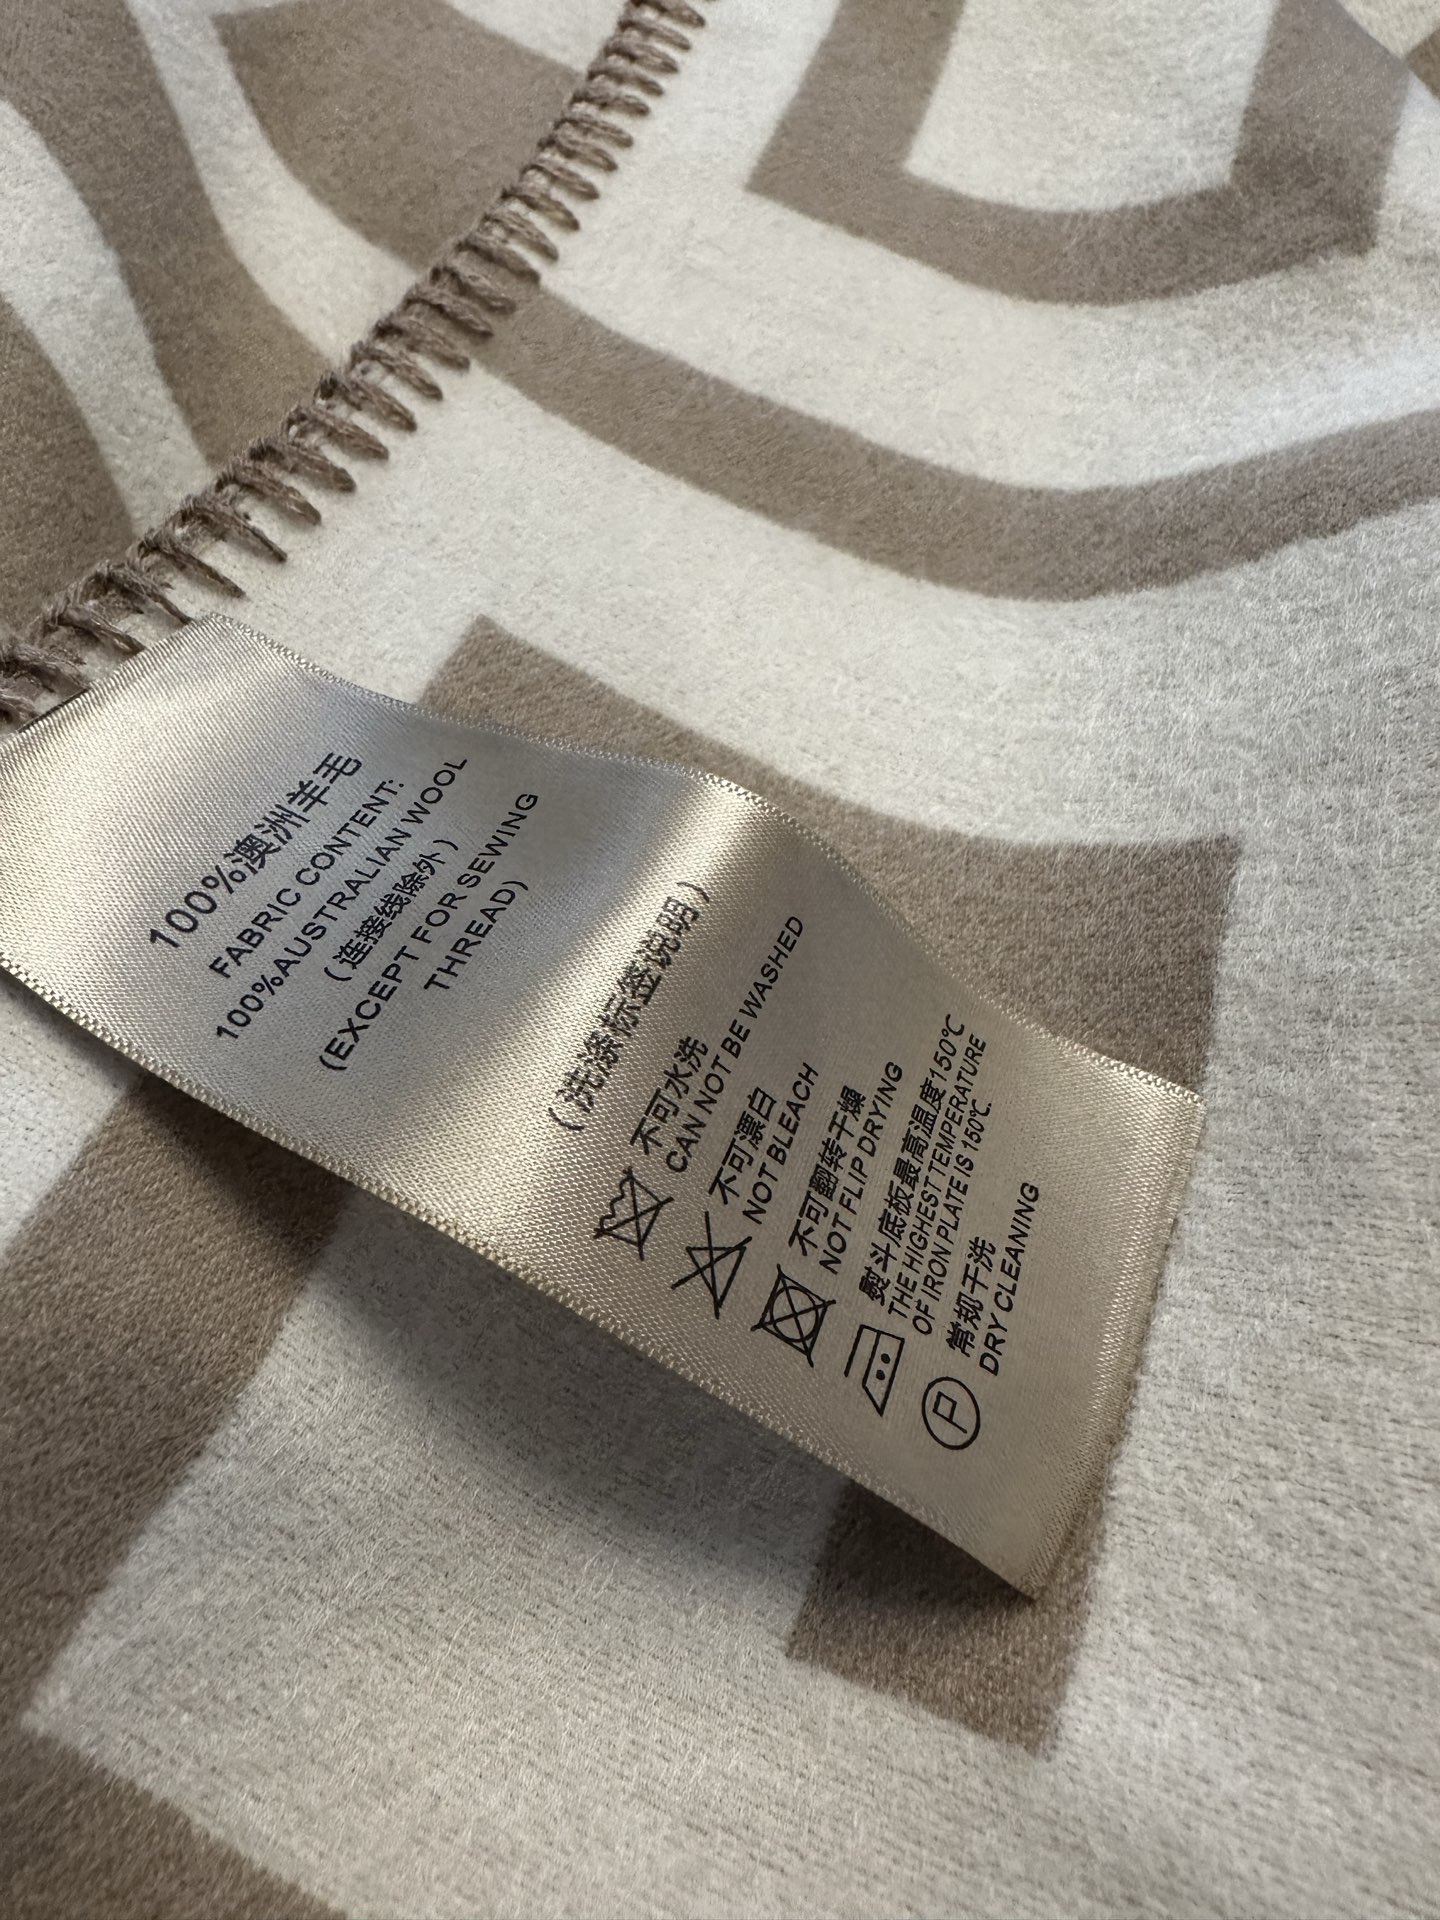 100%澳洲羊毛
FABRIC CONTENT:
100%AUSTRALIAN WOOL
(连接线除外)
(EXCEPT FOR SEWING
THREAD)
(洗涤标签说明)
不可水洗
CAN NOT BE WASHED
不可漂白
NOT BLEACH
不可翻转干燥
NOT FLIP DRYING
熨斗底板最高温度150℃
THE HIGHEST TEMPERATURE
OF IRON PLATE IS 150℃.
P
常规干洗
DRY CLEANING